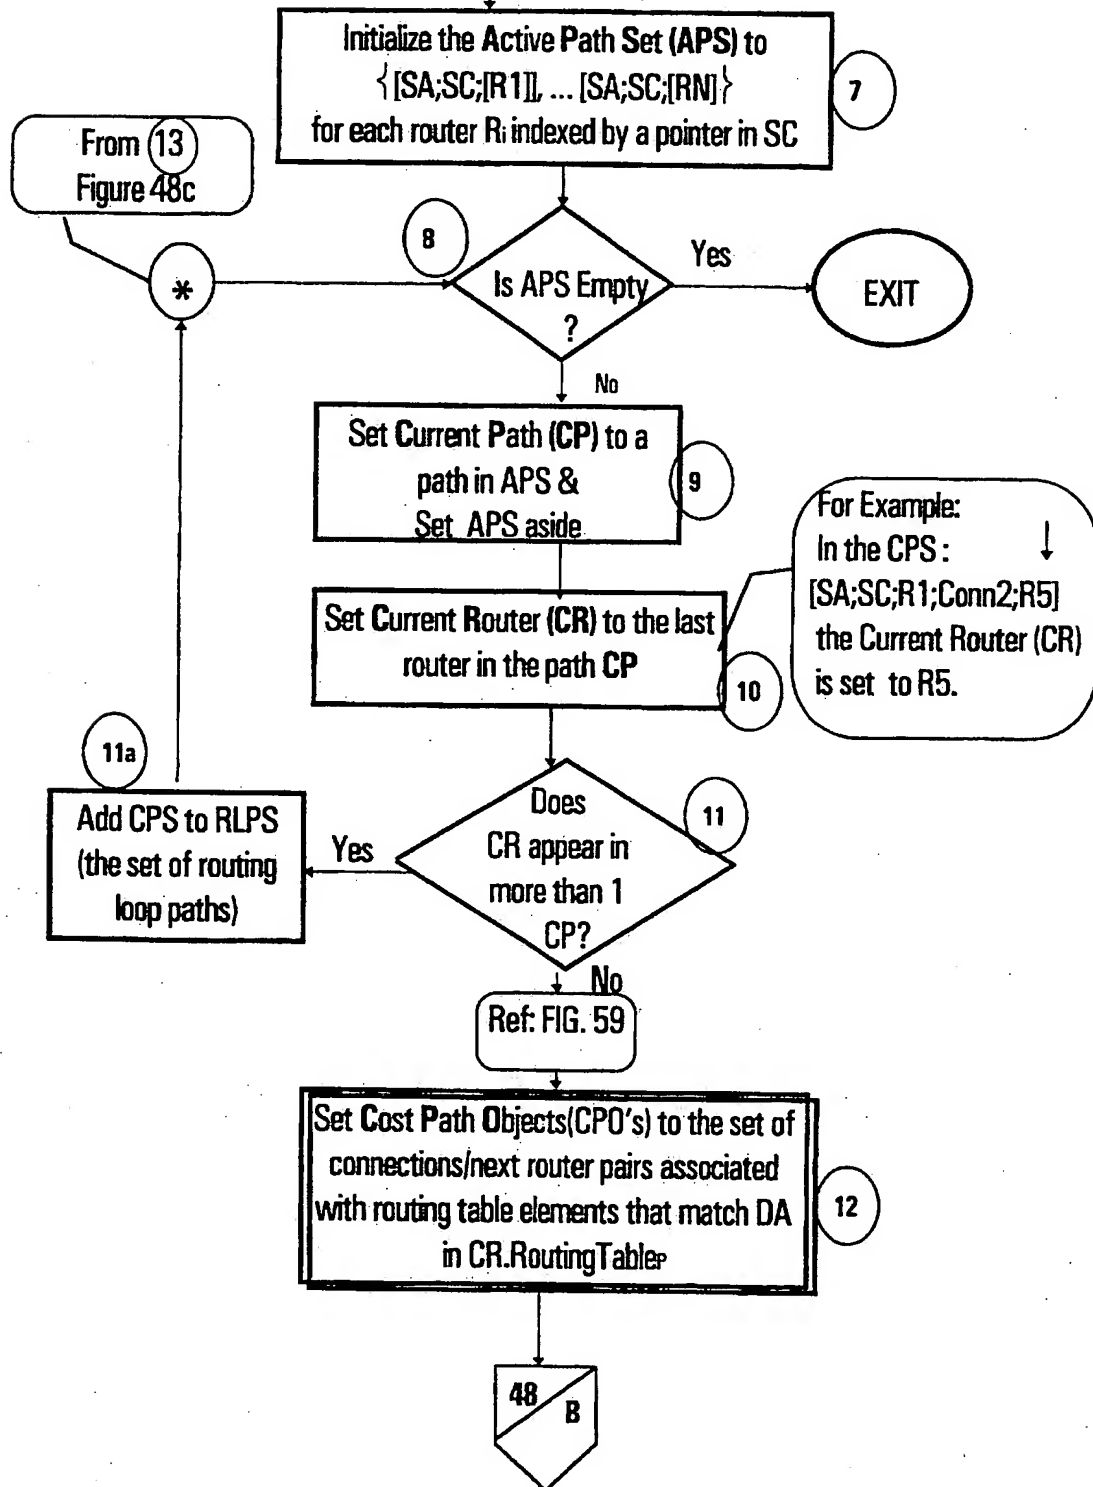 Initialize the Active Path Set (APS) to
{[SA;SC;[R1]], ... [SA;SC;[RN]}
for each router Ri indexed by a pointer in SC
7
From 13
Figure 48c
*
8
Is APS Empty
?
Yes
EXIT
No
Set Current Path (CP) to a
path in APS &
Set APS aside
9
For Example:
In the CPS : ↓
[SA;SC;R1;Conn2;R5]
the Current Router (CR)
is set to R5.
Set Current Router (CR) to the last
router in the path CP
10
11a
Add CPS to RLPS
(the set of routing
loop paths)
Yes
Does
CR appear in
more than 1
CP?
11
No
Ref: FIG. 59
Set Cost Path Objects(CPO's) to the set of
connections/next router pairs associated
with routing table elements that match DA
in CR.RoutingTableP
12
48
B